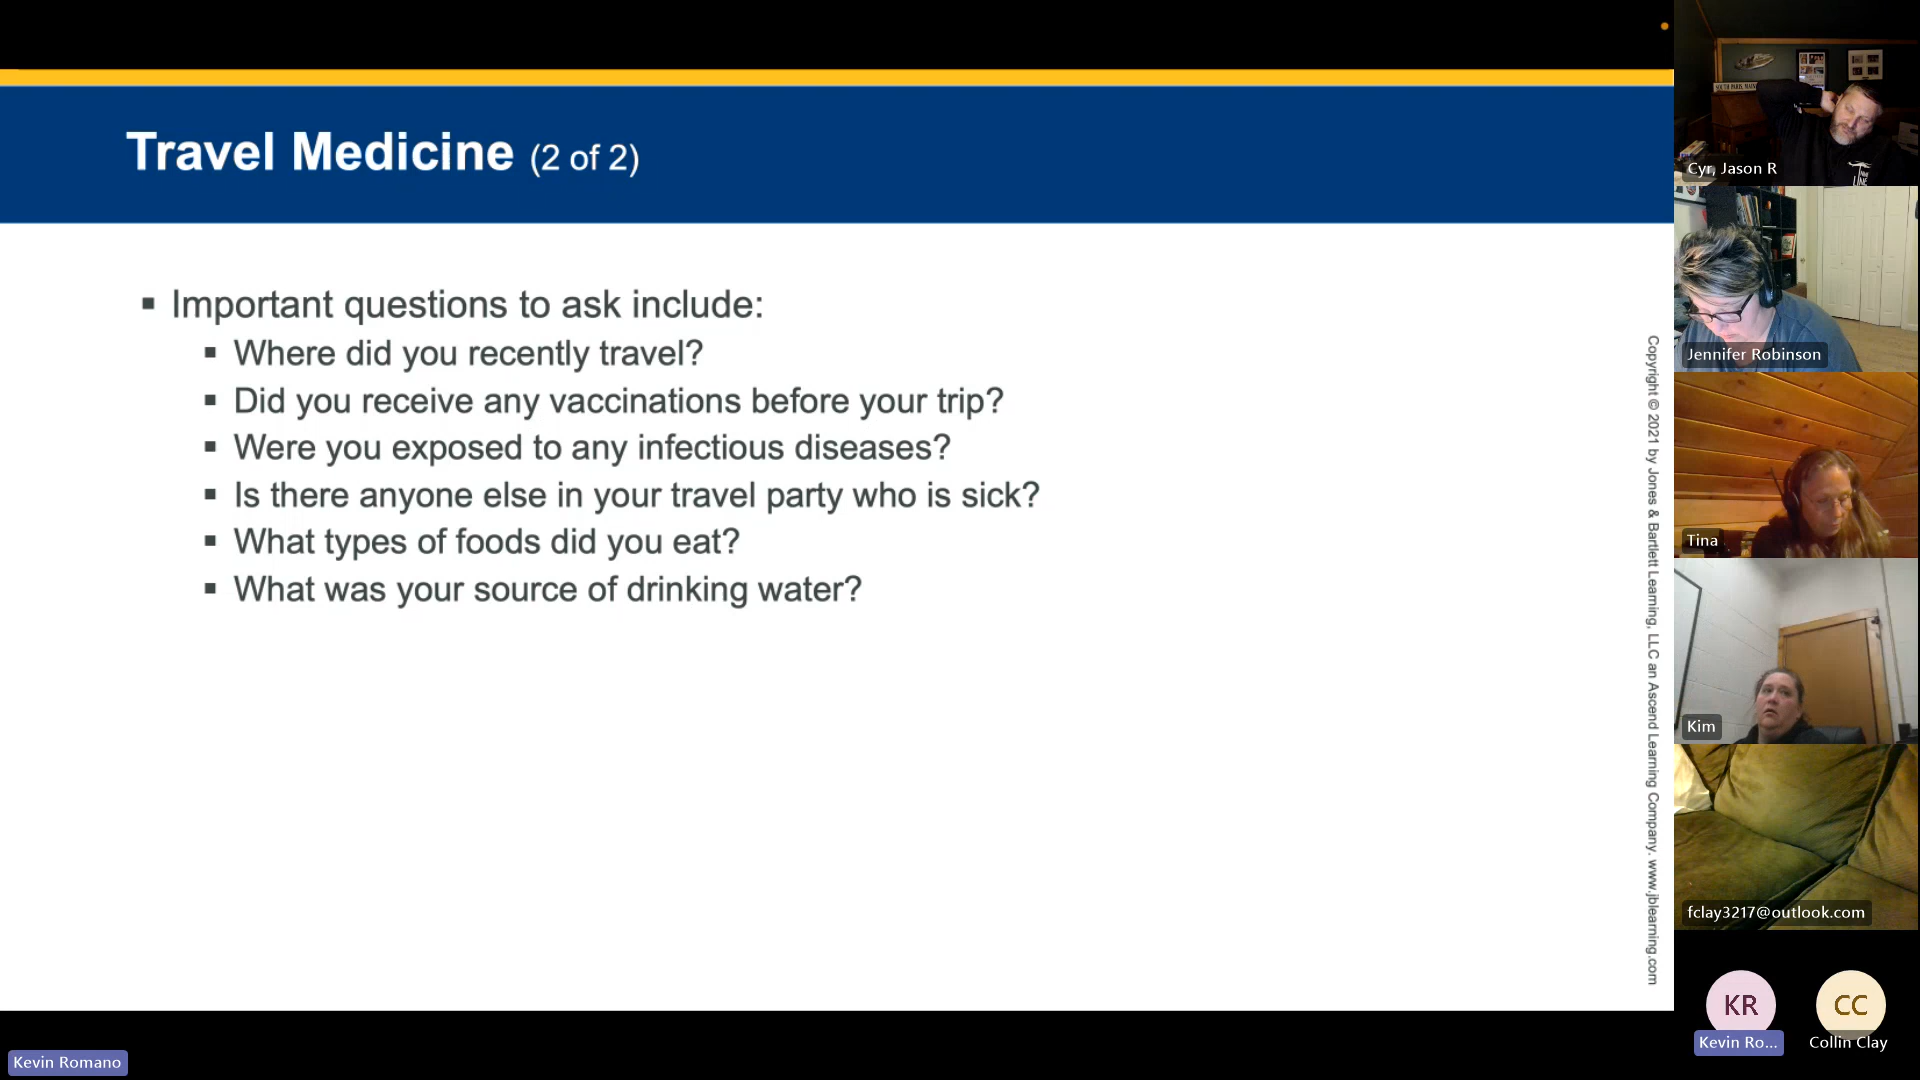 Travel Medicine (2 of 2)
▪ Important questions to ask include:
▪ Where did you recently travel?
▪ Did you receive any vaccinations before your trip?
▪ Were you exposed to any infectious diseases?
▪ Is there anyone else in your travel party who is sick?
▪ What types of foods did you eat?
▪ What was your source of drinking water?
Copyright © 2021 by Jones & Bartlett Learning, LLC an Ascend Learning Company. www.jblearning.com
SOUTH PARIS, MAINE
Cyr, Jason R
Jennifer Robinson
Tina
Kim
fclay3217@outlook.com
KR
Kevin Ro...
CC
Collin Clay
Kevin Romano